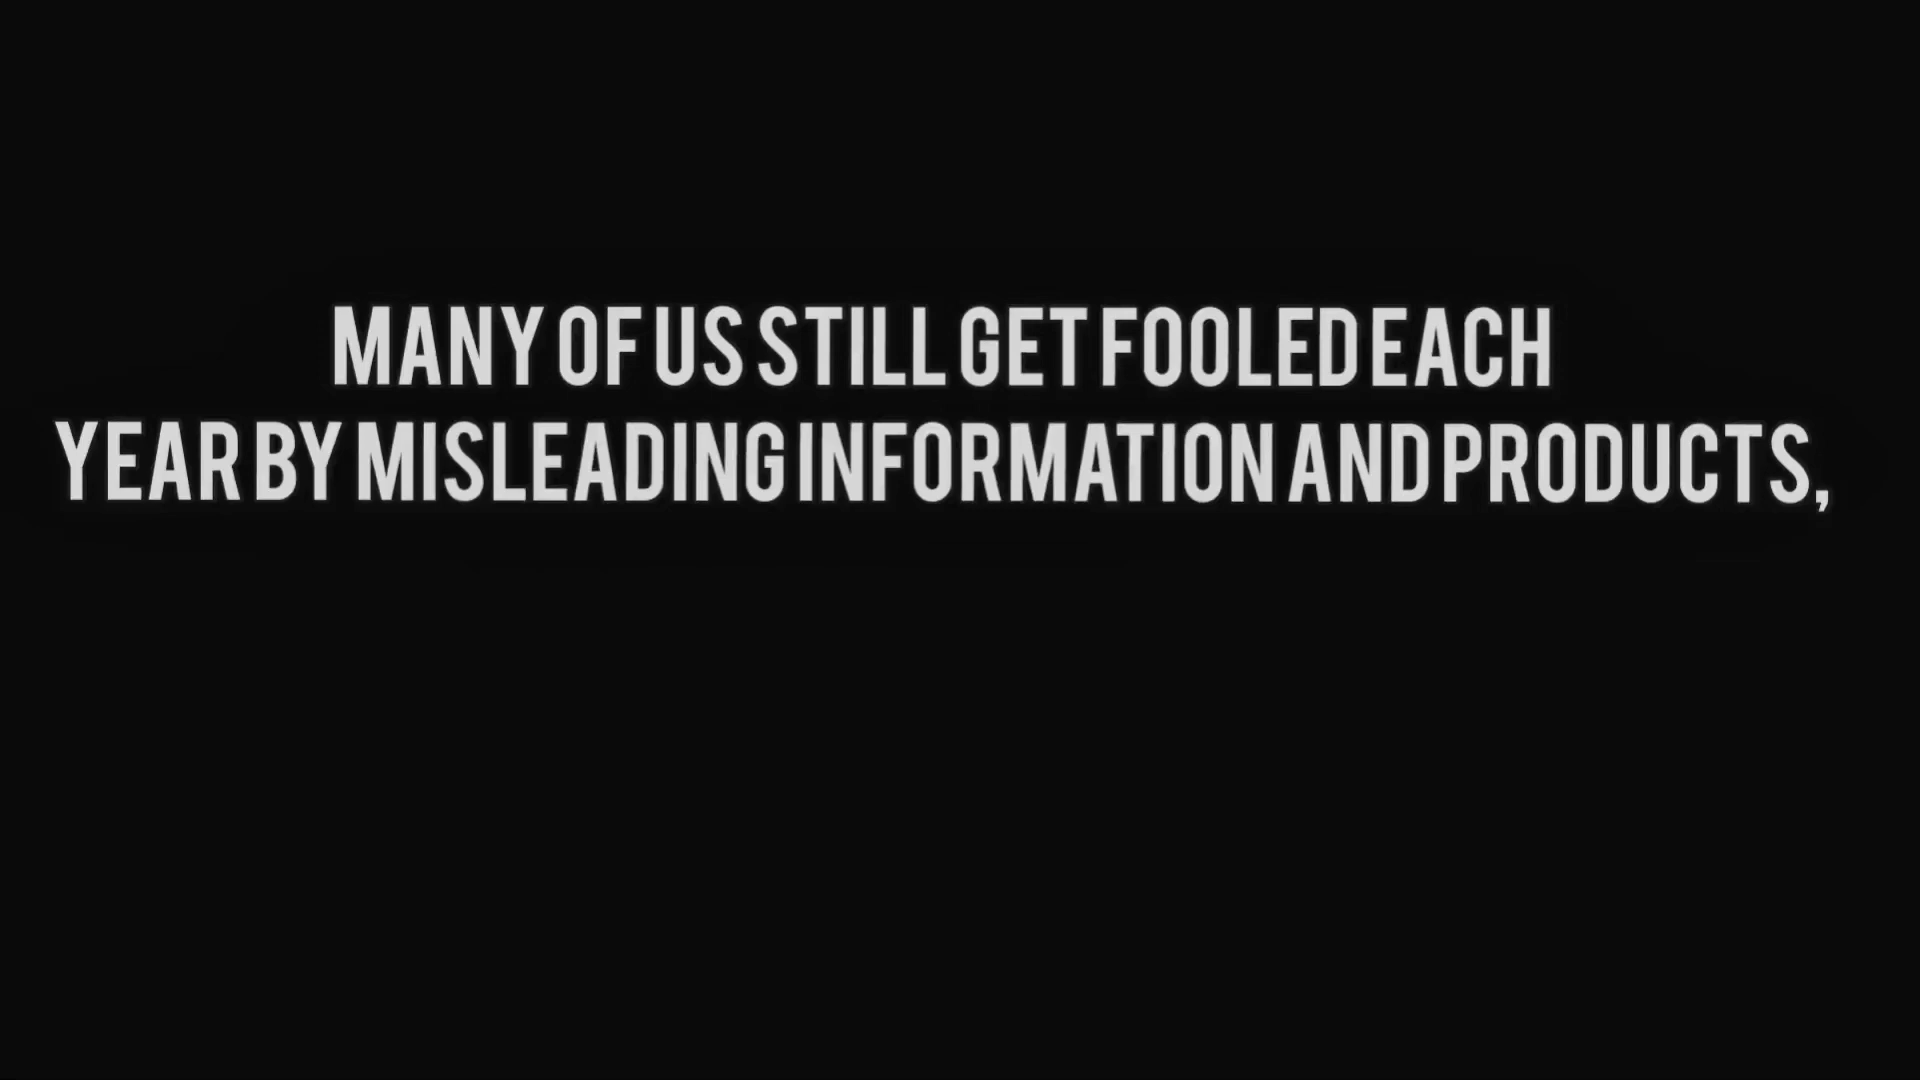 MANY OF US STILL GET FOOLED EACH
YEAR BY MISLEADING INFORMATION AND PRODUCTS,